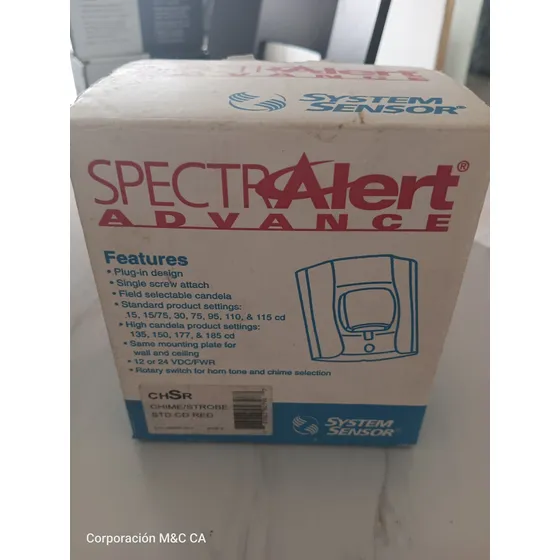 SPECTRAlert
ADVANCE
SYSTEM
SENSOR®
SPECTRAlert®
ADVANCE
Features
• Plug-in design
• Single screw attach
• Field selectable candela
• Standard product settings:
15, 15/75, 30, 75, 95, 110, & 115 cd
• High candela product settings:
135, 150, 177, & 185 cd
• Same mounting plate for
wall and ceiling
• 12 or 24 VDC/FWR
• Rotary switch for horn tone and chime selection
CHSR
CHIME/STROBE
STD CD RED
SYSTEM
SENSOR®
Corporación M&C CA